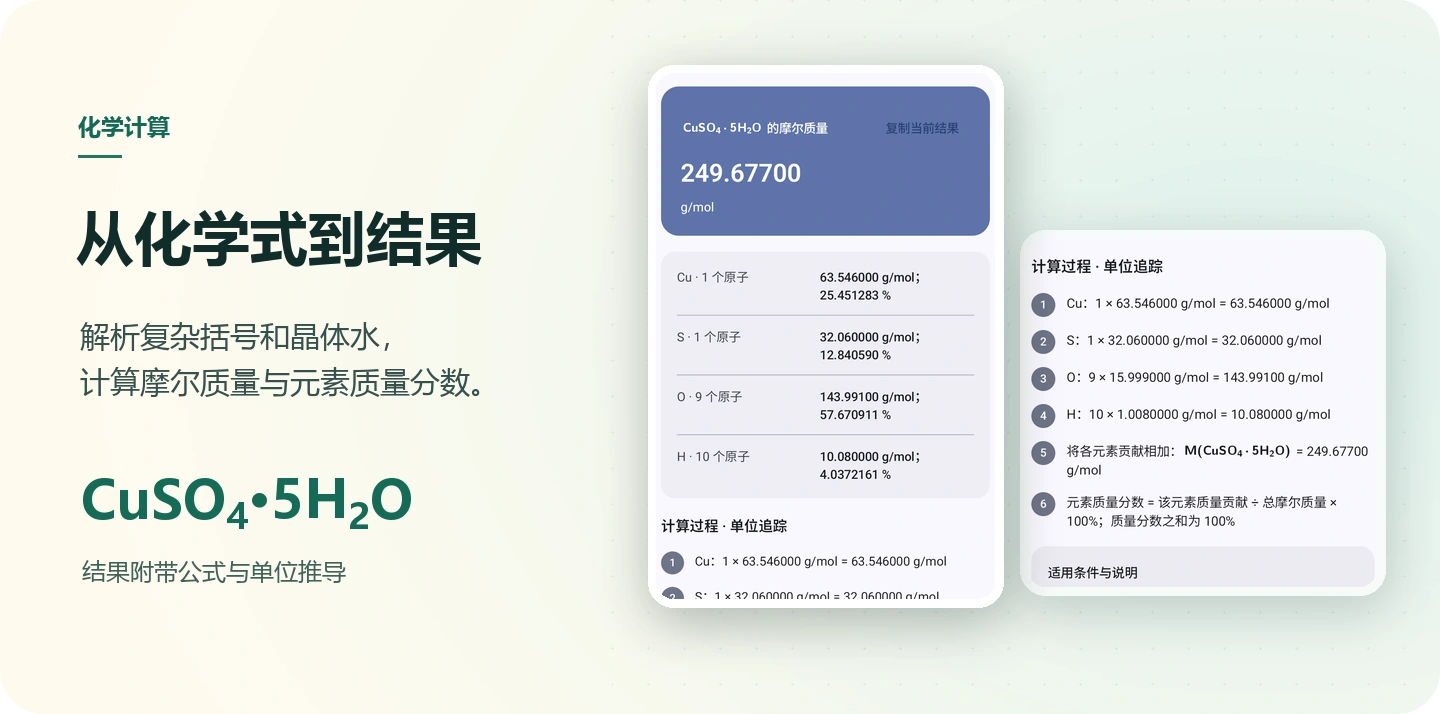 化学计算
从化学式到结果
解析复杂括号和晶体水，
计算摩尔质量与元素质量分数。
CuSO₄•5H₂O
结果附带公式与单位推导
CuSO₄ · 5H₂O 的摩尔质量
复制当前结果
249.67700
g/mol
Cu · 1 个原子
63.546000 g/mol；
25.451283 %
S · 1 个原子
32.060000 g/mol；
12.840590 %
O · 9 个原子
143.99100 g/mol；
57.670911 %
H · 10 个原子
10.080000 g/mol；
4.0372161 %
计算过程 · 单位追踪
1 Cu：1 × 63.546000 g/mol = 63.546000 g/mol
2 S：1 × 32.060000 g/mol = 32.060000 g/mol
计算过程 · 单位追踪
1 Cu：1 × 63.546000 g/mol = 63.546000 g/mol
2 S：1 × 32.060000 g/mol = 32.060000 g/mol
3 O：9 × 15.999000 g/mol = 143.99100 g/mol
4 H：10 × 1.0080000 g/mol = 10.080000 g/mol
5 将各元素贡献相加：M(CuSO₄ · 5H₂O) = 249.67700
g/mol
6 元素质量分数 = 该元素质量贡献 ÷ 总摩尔质量 ×
100%；质量分数之和为 100%
适用条件与说明